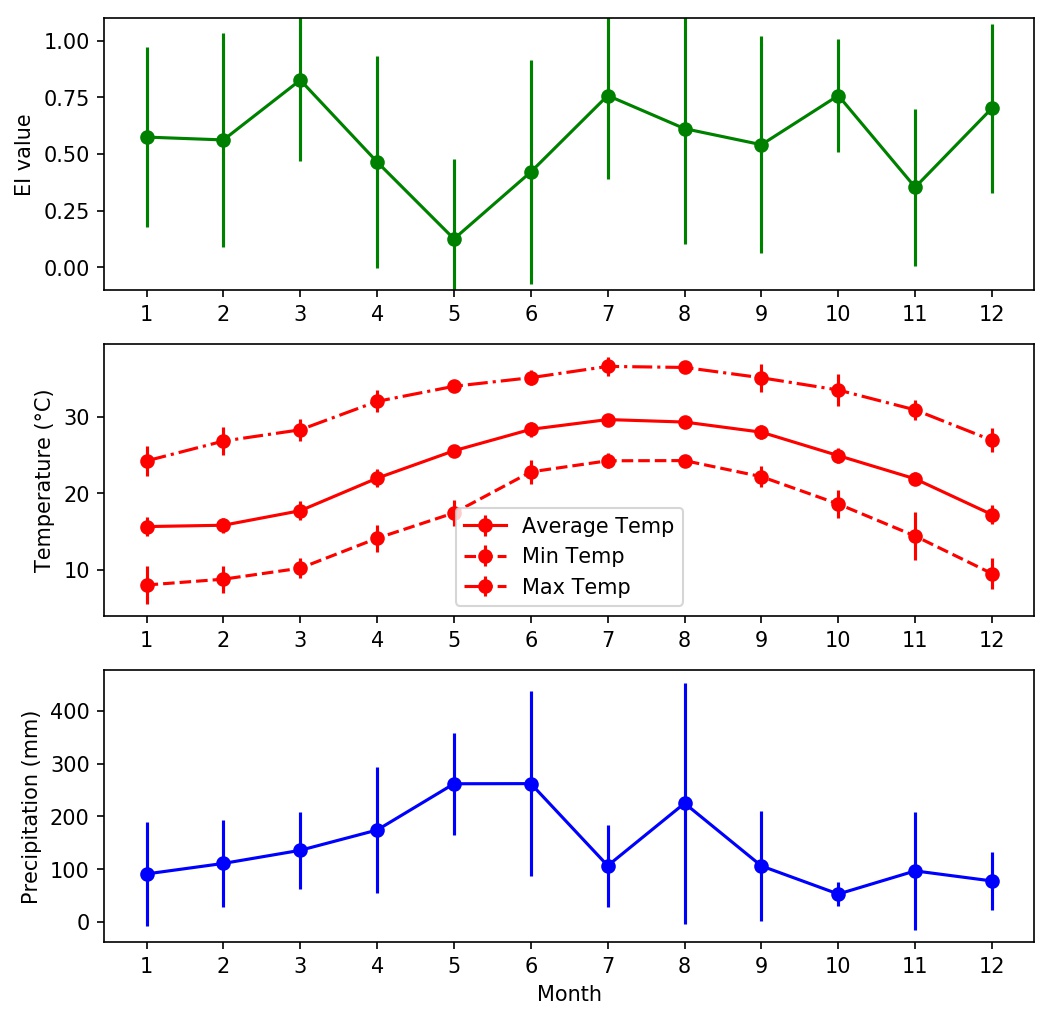 EI value
1.00
0.75
0.50
0.25
0.00
1 2 3 4 5 6 7 8 9 10 11 12
Temperature (°C)
30
20
10
Average Temp
Min Temp
Max Temp
1 2 3 4 5 6 7 8 9 10 11 12
Precipitation (mm)
400
300
200
100
0
1 2 3 4 5 6 7 8 9 10 11 12
Month